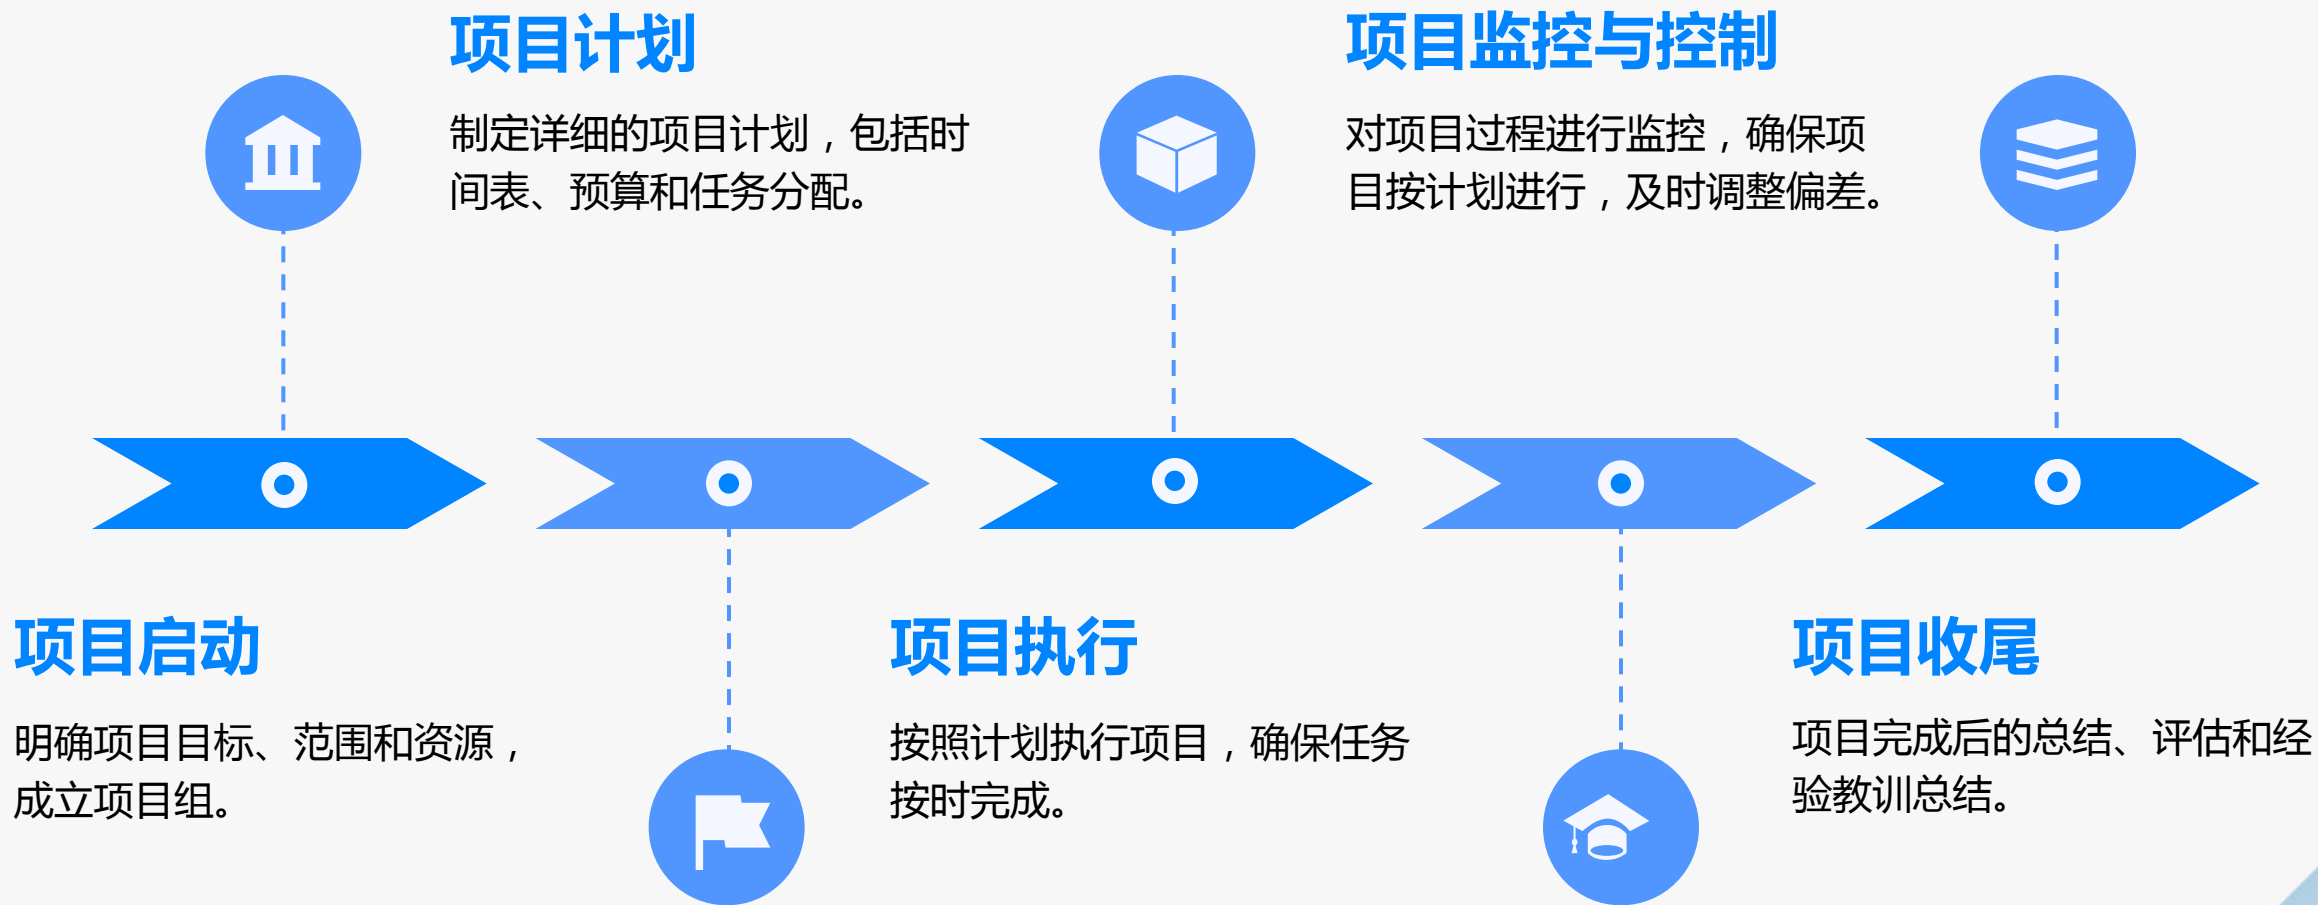 项目计划
制定详细的项目计划，包括时
间表、预算和任务分配。
项目监控与控制
对项目过程进行监控，确保项
目按计划进行，及时调整偏差。
项目启动
明确项目目标、范围和资源，
成立项目组。
项目执行
按照计划执行项目，确保任务
按时完成。
项目收尾
项目完成后的总结、评估和经
验教训总结。